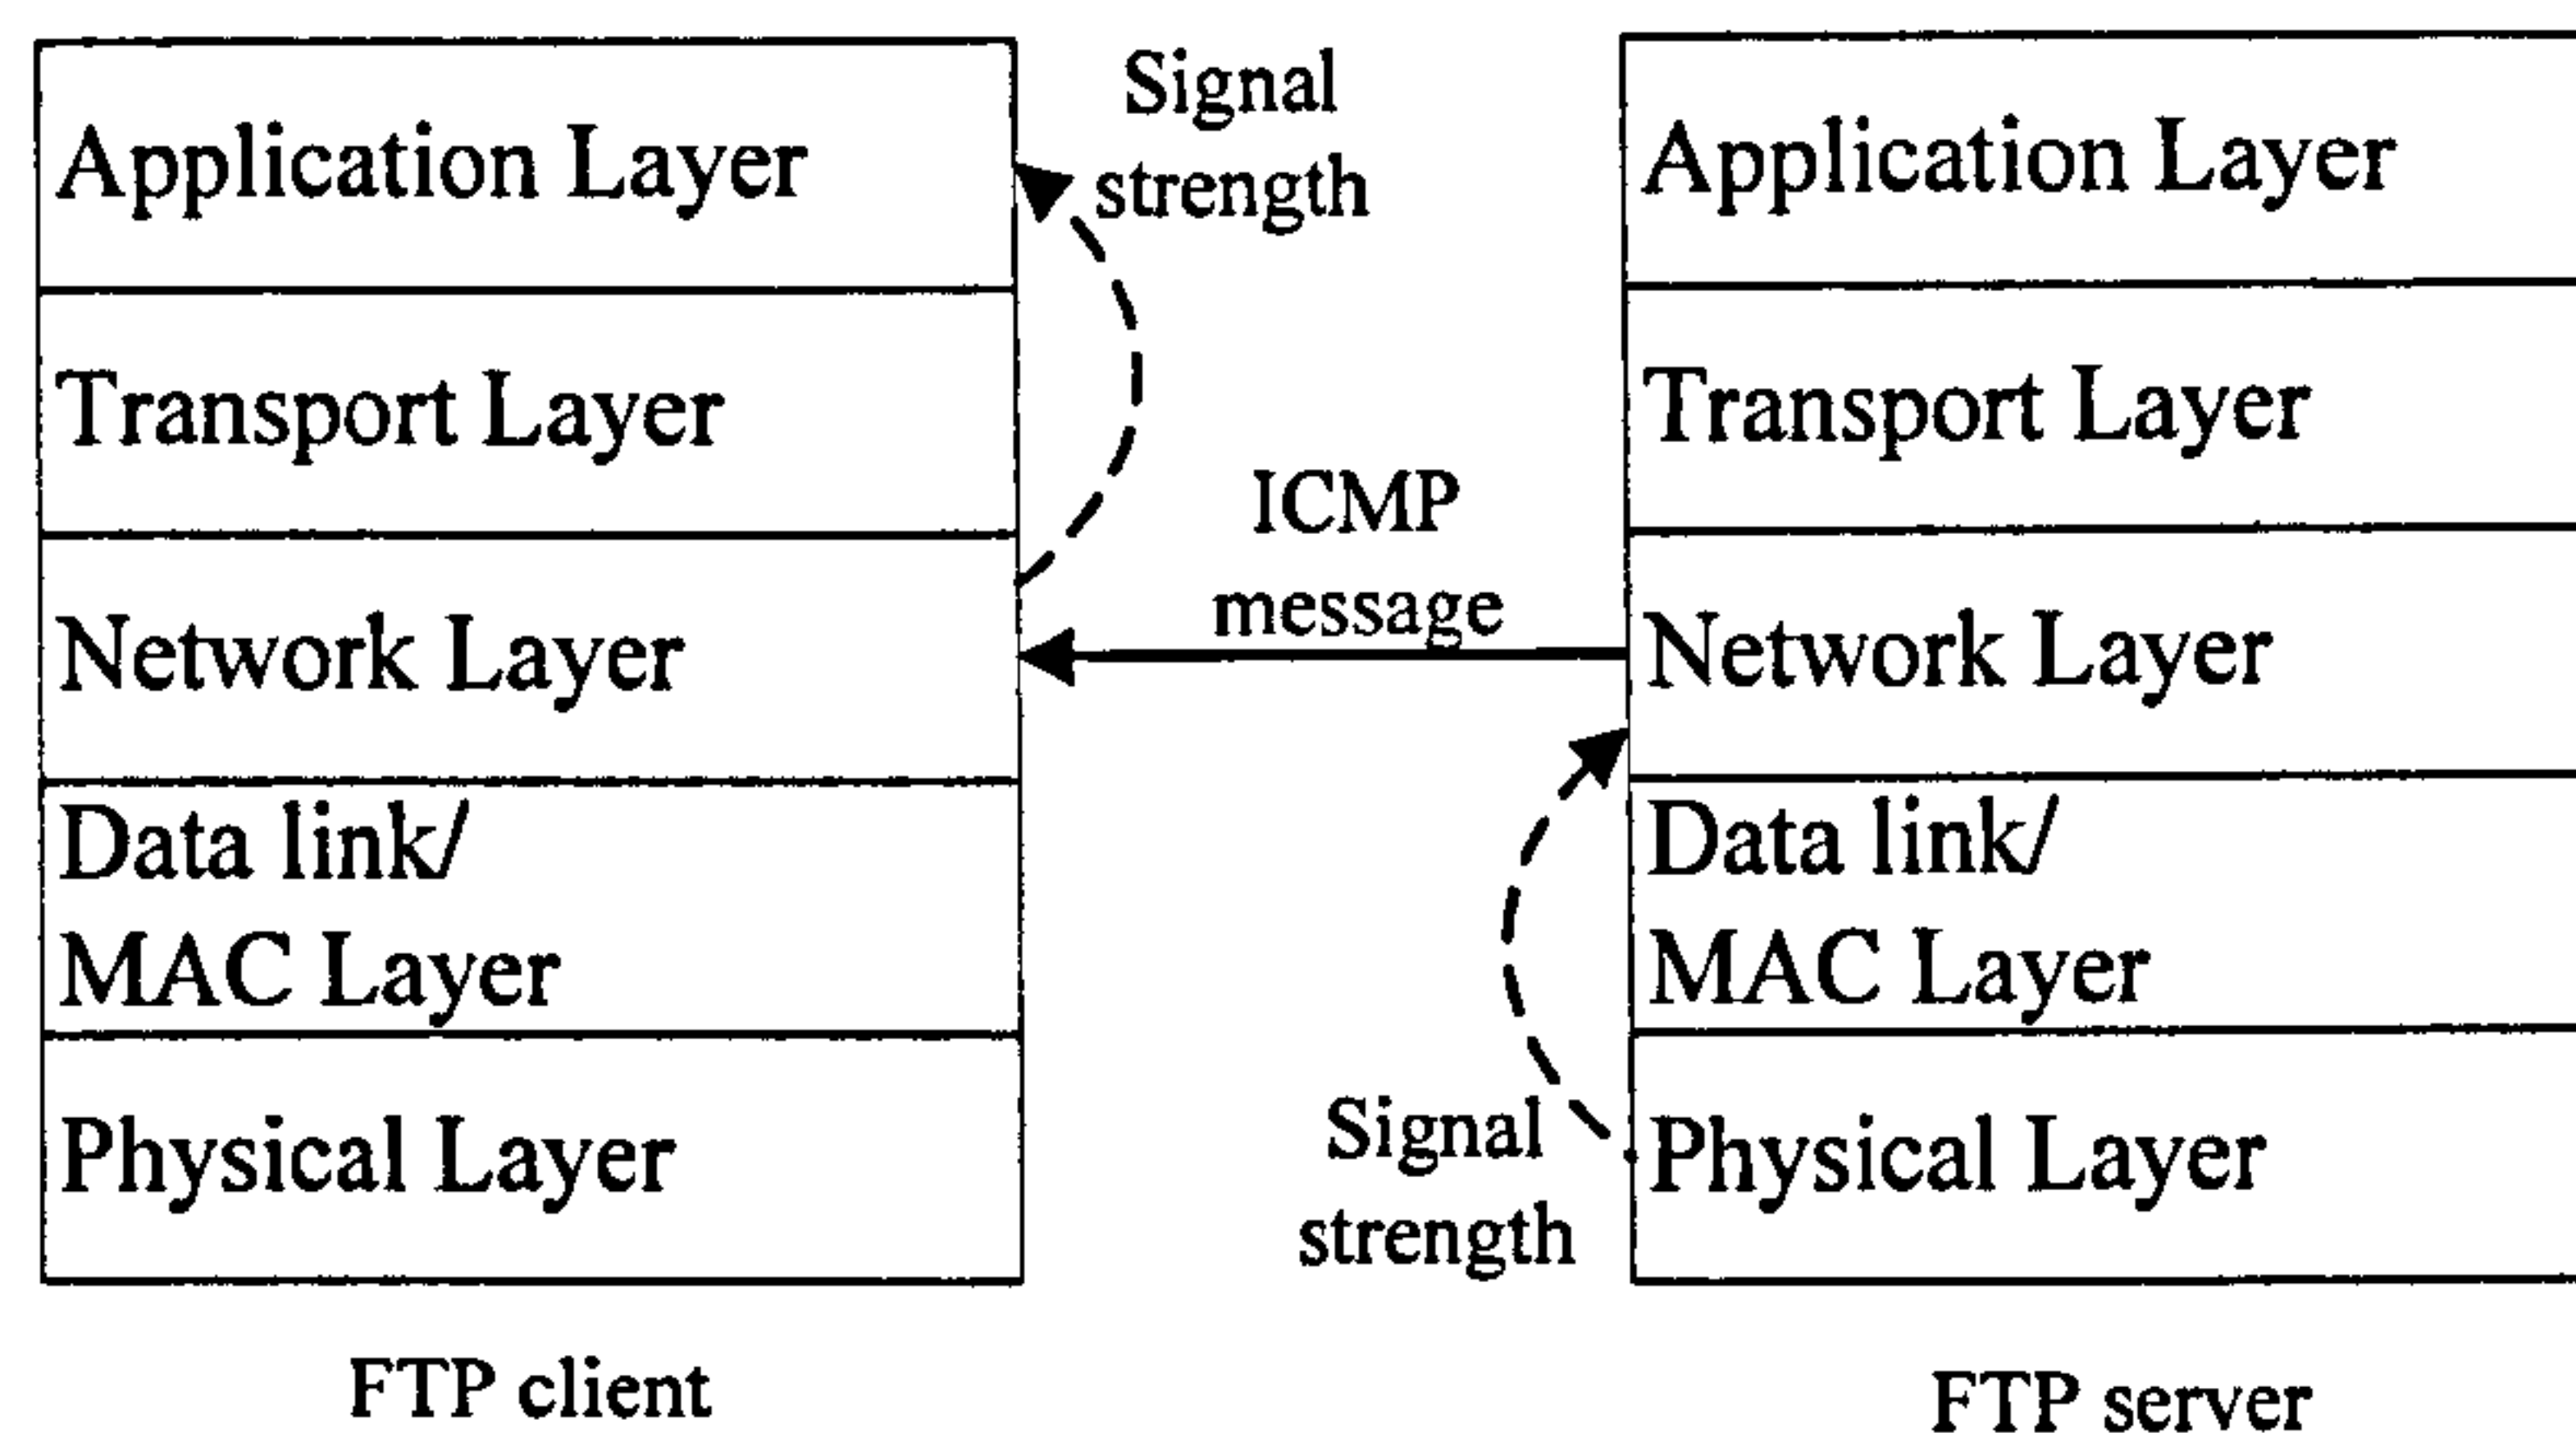 Application Layer
Transport Layer
Network Layer
Data link/
MAC Layer
Physical Layer
FTP client
Signal
strength
ICMP
message
Signal
strength
Application Layer
Transport Layer
Network Layer
Data link/
MAC Layer
Physical Layer
FTP server